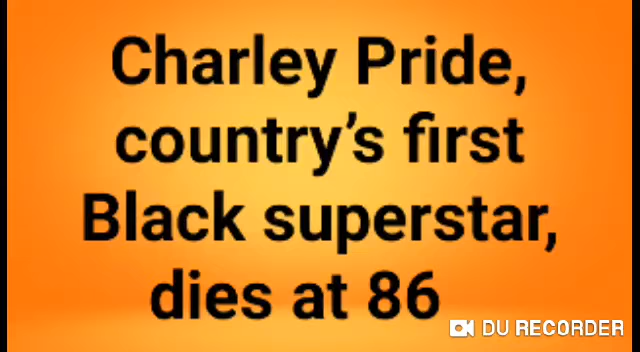 Charley Pride,
country’s first
Black superstar,
dies at 86
DU RECORDER